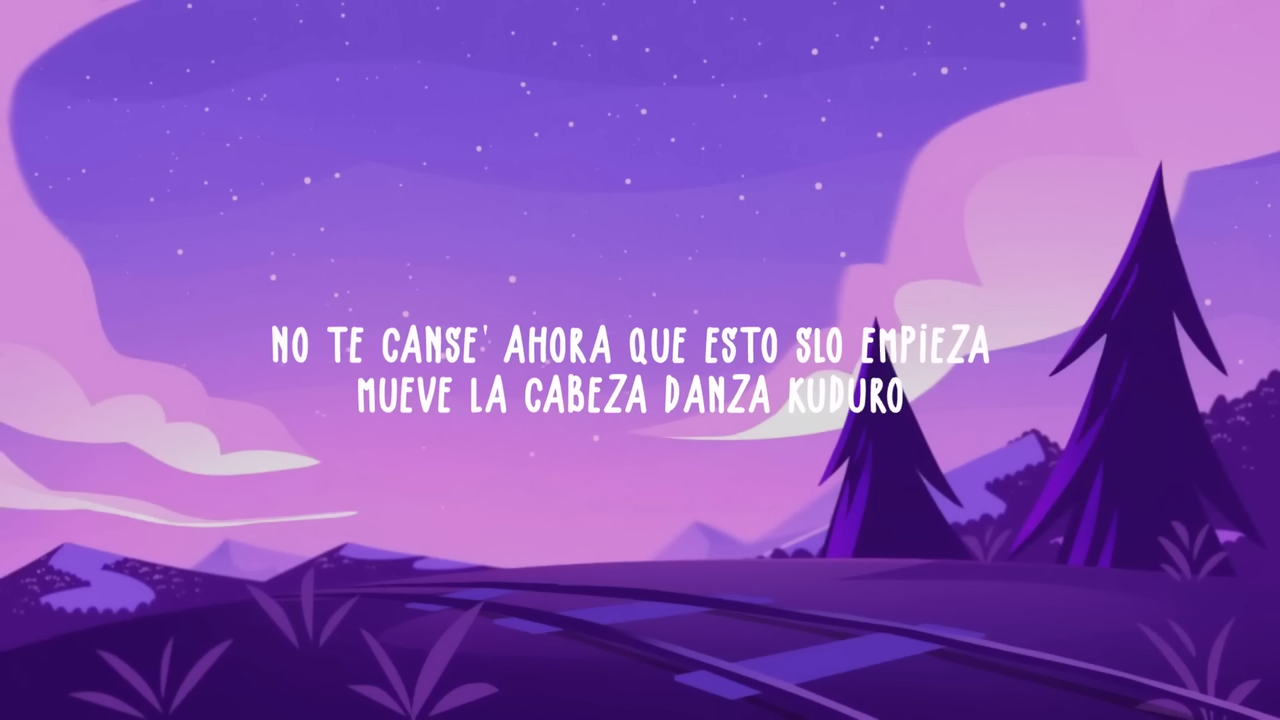 NO TE CANSE' AHORA QUE ESTO SLO EMPiEZA
MUEVE LA CABEZA DANZA KUDURO